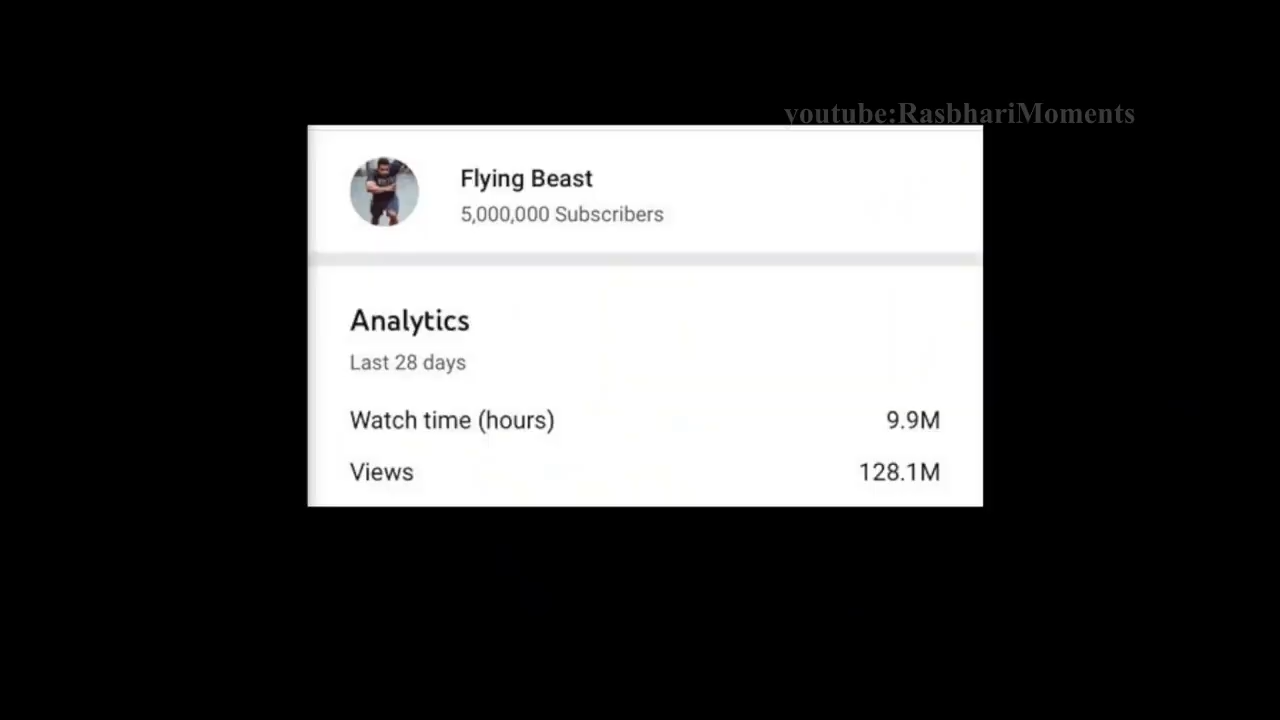 youtube:RasbhariMoments
Flying Beast
5,000,000 Subscribers
Analytics
Last 28 days
Watch time (hours) 9.9M
Views 128.1M